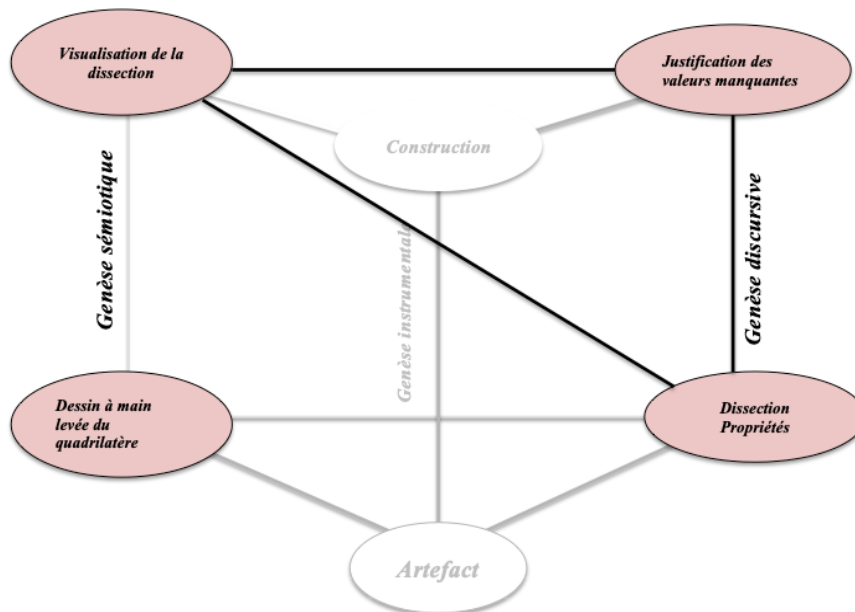 Visualisation de la
dissection
Justification des
valeurs manquantes
Construction
Genèse sémiotique
Genèse instrumentale
Genèse discursive
Dessin à main
levée du
quadrilatère
Dissection
Propriétés
Artefact